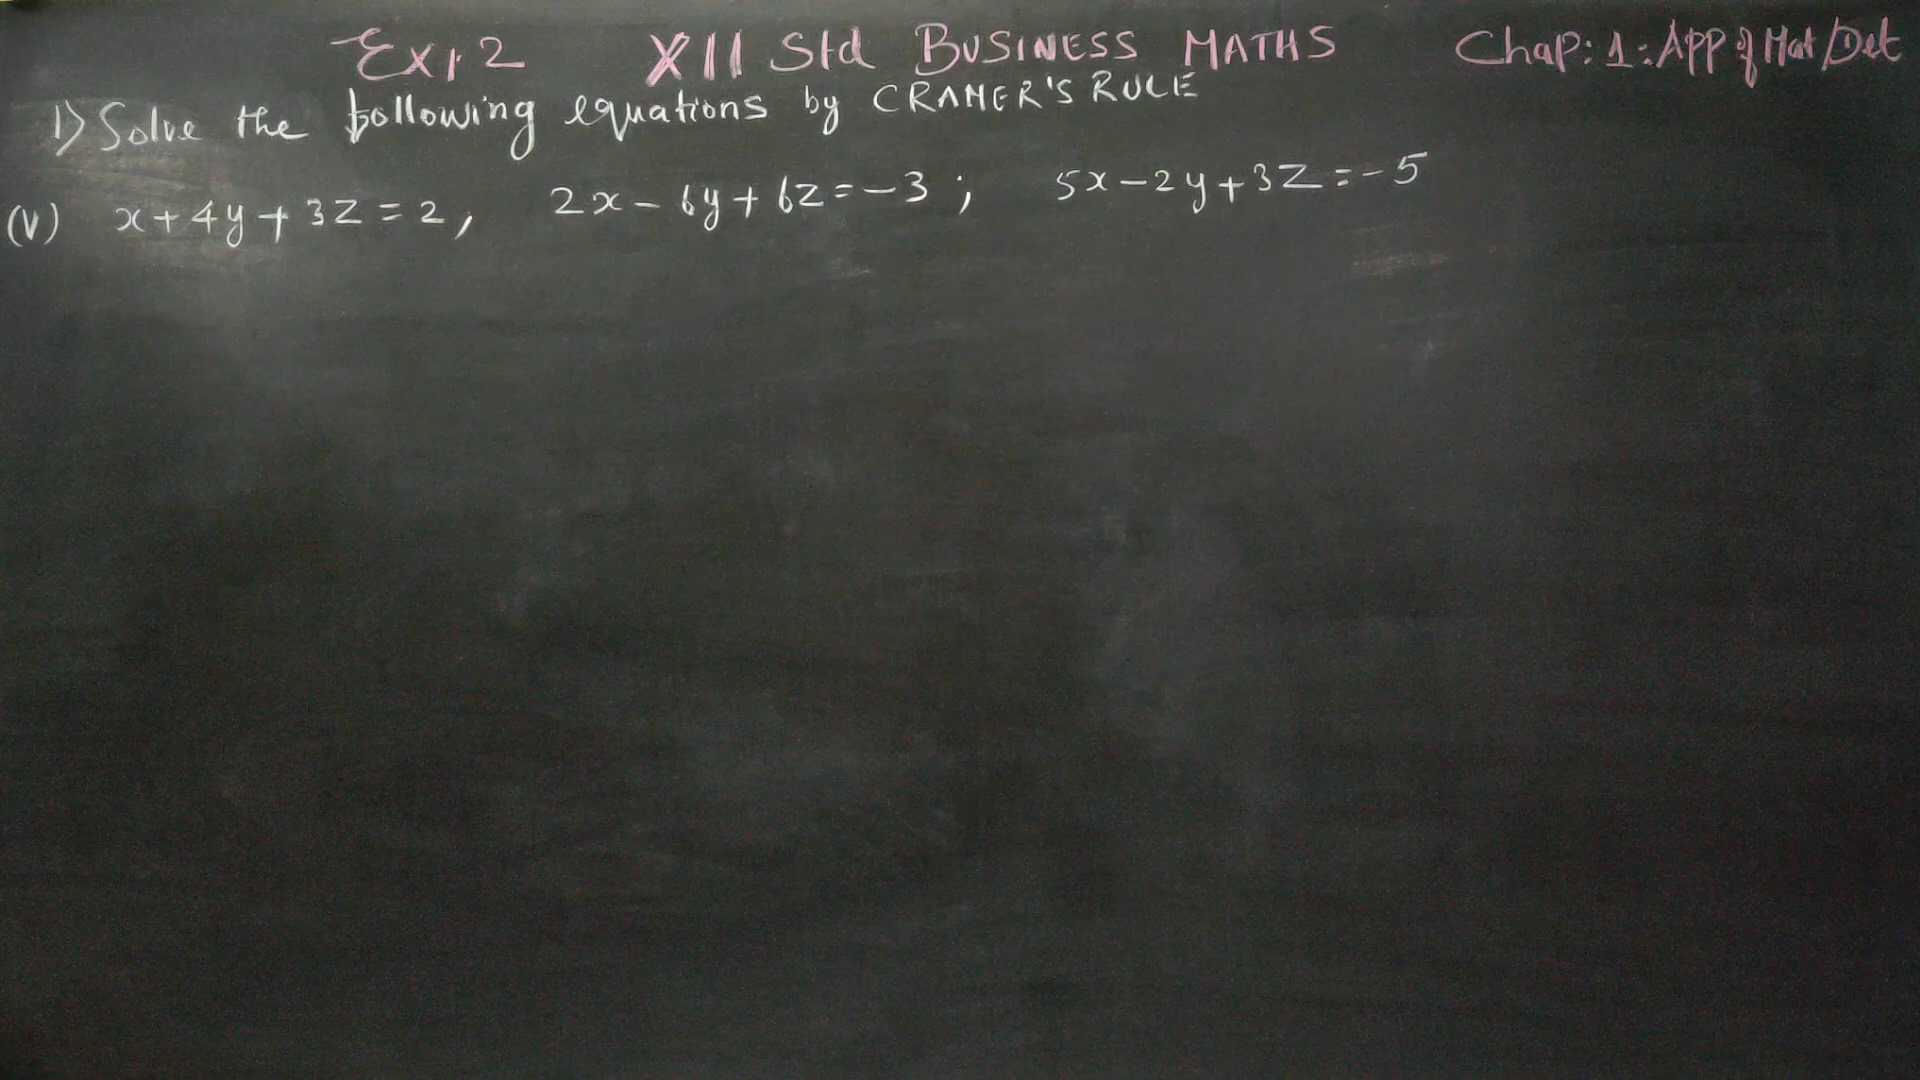 Ex 1.2 XII Std BUSINESS MATHS Chap: 1: App of Mat/Det
1) Solve the following equations by CRAMER'S RULE
(V) x + 4y + 3z = 2, 2x - 6y + 6z = -3 ; 5x - 2y + 3z = -5